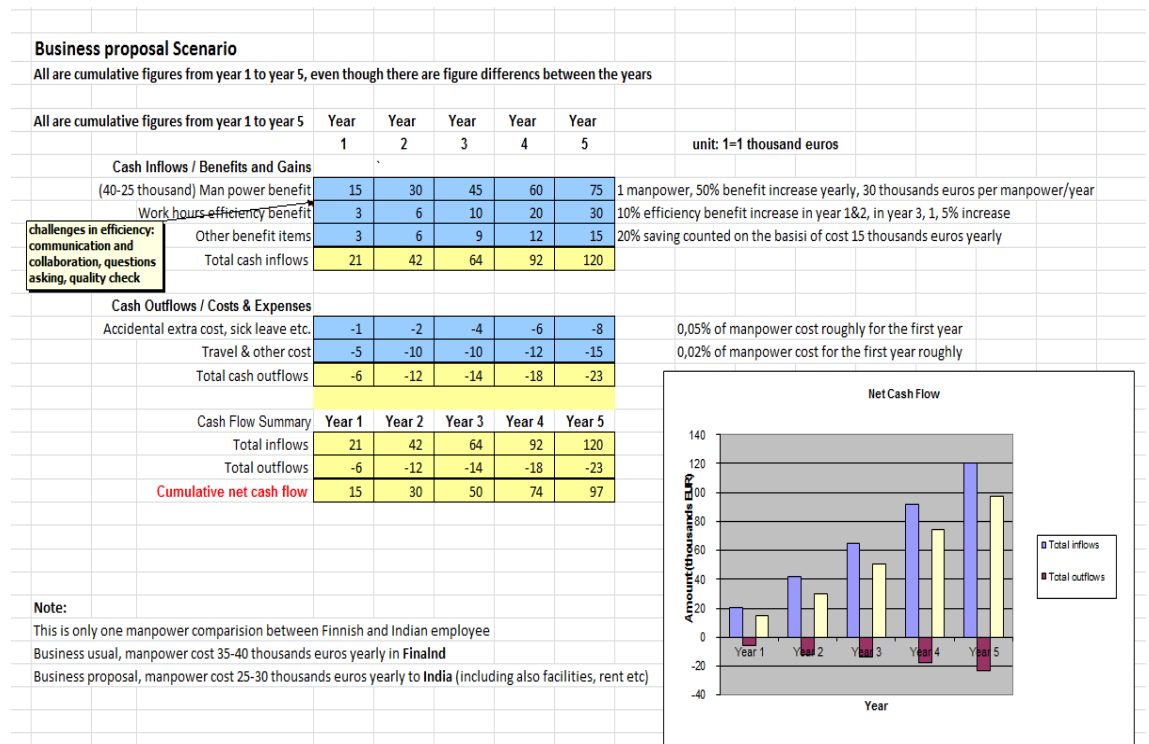 Business proposal Scenario
All are cumulative figures from year 1 to year 5, even though there are figure differencs between the years
All are cumulative figures from year 1 to year 5 Year Year Year Year Year
1 2 3 4 5 unit: 1=1 thousand euros
Cash Inflows / Benefits and Gains `
(40-25 thousand) Man power benefit 15 30 45 60 75 1 manpower, 50% benefit increase yearly, 30 thousands euros per manpower/year
Work hours efficiency benefit 3 6 10 20 30 10% efficiency benefit increase in year 1&2, in year 3, 1, 5% increase
challenges in efficiency:
communication and
collaboration, questions
asking, quality check
Other benefit items 3 6 9 12 15 20% saving counted on the basisi of cost 15 thousands euros yearly
Total cash inflows 21 42 64 92 120
Cash Outflows / Costs & Expenses
Accidental extra cost, sick leave etc. -1 -2 -4 -6 -8 0,05% of manpower cost roughly for the first year
Travel & other cost -5 -10 -10 -12 -15 0,02% of manpower cost for the first year roughly
Total cash outflows -6 -12 -14 -18 -23
Cash Flow Summary Year 1 Year 2 Year 3 Year 4 Year 5
Total inflows 21 42 64 92 120
Total outflows -6 -12 -14 -18 -23
Cumulative net cash flow 15 30 50 74 97
Net Cash Flow
Amount (thousands EUR)
140
120
100
80
60
40
20
0
-20
-40
Year 1 Year 2 Year 3 Year 4 Year 5
Year
Total inflows
Total outflows
Note:
This is only one manpower comparision between Finnish and Indian employee
Business usual, manpower cost 35-40 thousands euros yearly in Finalnd
Business proposal, manpower cost 25-30 thousands euros yearly to India (including also facilities, rent etc)